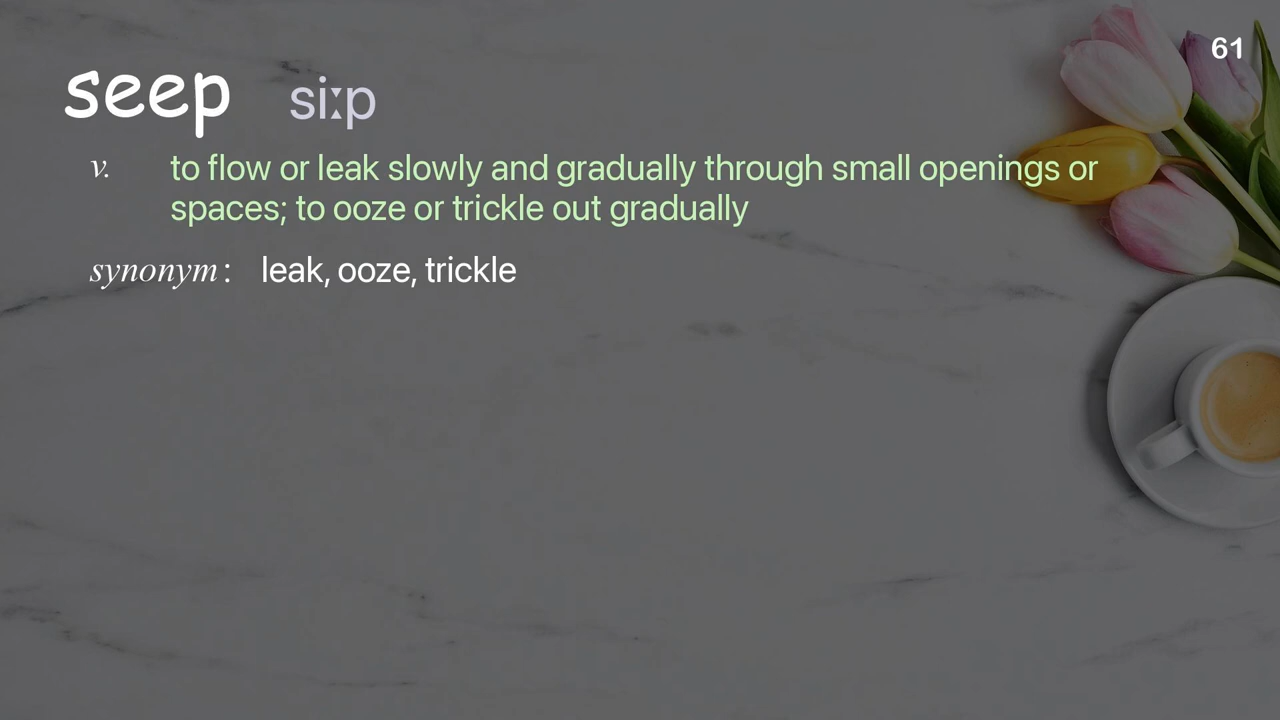 61
seep siːp
v. to flow or leak slowly and gradually through small openings or
spaces; to ooze or trickle out gradually
synonym: leak, ooze, trickle